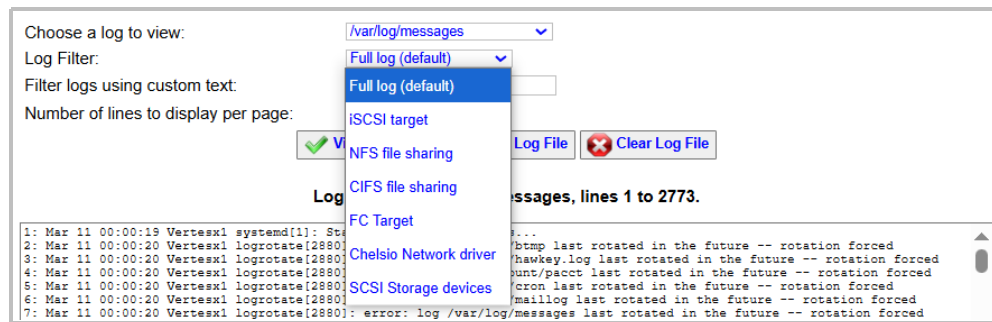 Choose a log to view: /var/log/messages
Log Filter: Full log (default)
Filter logs using custom text: Full log (default)
Number of lines to display per page:
iSCSI target
Log File Clear Log File
NFS file sharing
CIFS file sharing
Log ssages, lines 1 to 2773.
FC Target
Chelsio Network driver
SCSI Storage devices
1: Mar 11 00:00:19 Vertesx1 systemd[1]: Sta s...
2: Mar 11 00:00:20 Vertesx1 logrotate[2880] /btmp last rotated in the future -- rotation forced
3: Mar 11 00:00:20 Vertesx1 logrotate[2880] /hawkey.log last rotated in the future -- rotation forced
4: Mar 11 00:00:20 Vertesx1 logrotate[2880] ount/pacct last rotated in the future -- rotation forced
5: Mar 11 00:00:20 Vertesx1 logrotate[2880] /cron last rotated in the future -- rotation forced
6: Mar 11 00:00:20 Vertesx1 logrotate[2880] /maillog last rotated in the future -- rotation forced
7: Mar 11 00:00:20 Vertesx1 logrotate[2880]: error: log /var/log/messages last rotated in the future -- rotation forced